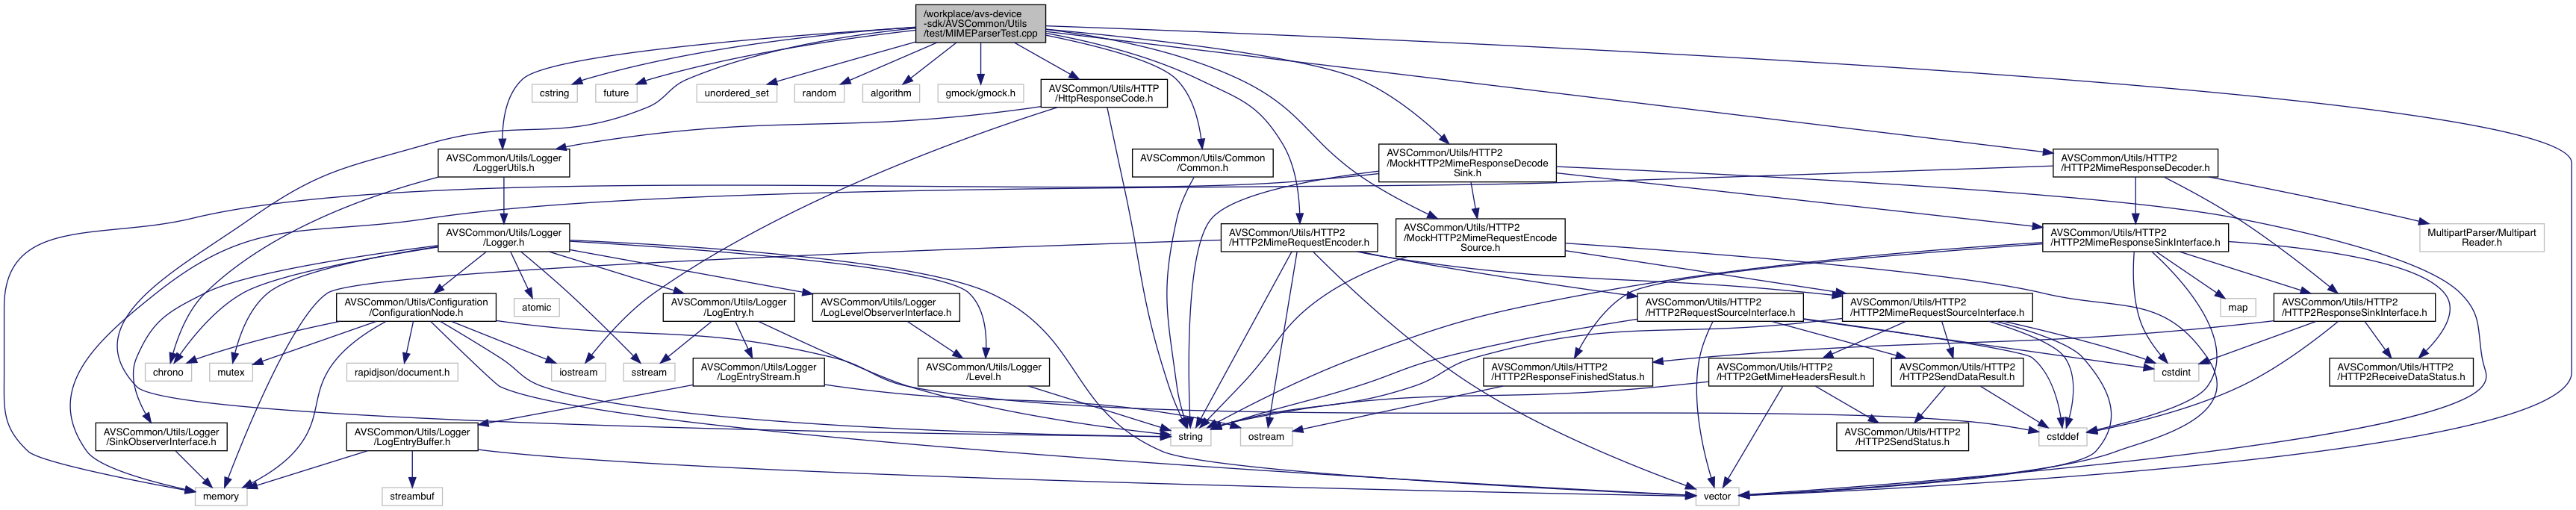 /workplace/avs-device
-sdk/AVSCommon/Utils
/test/MIMEParserTest.cpp
cstring
future
unordered_set
random
algorithm
gmock/gmock.h
AVSCommon/Utils/HTTP
/HttpResponseCode.h
AVSCommon/Utils/Logger
/LoggerUtils.h
AVSCommon/Utils/Common
/Common.h
AVSCommon/Utils/HTTP2
/MockHTTP2MimeResponseDecode
Sink.h
AVSCommon/Utils/HTTP2
/HTTP2MimeResponseDecoder.h
AVSCommon/Utils/Logger
/Logger.h
AVSCommon/Utils/HTTP2
/HTTP2MimeRequestEncoder.h
AVSCommon/Utils/HTTP2
/MockHTTP2MimeRequestEncode
Source.h
AVSCommon/Utils/HTTP2
/HTTP2MimeResponseSinkInterface.h
MultipartParser/Multipart
Reader.h
AVSCommon/Utils/Configuration
/ConfigurationNode.h
atomic
AVSCommon/Utils/Logger
/LogEntry.h
AVSCommon/Utils/Logger
/LogLevelObserverInterface.h
AVSCommon/Utils/HTTP2
/HTTP2RequestSourceInterface.h
AVSCommon/Utils/HTTP2
/HTTP2MimeRequestSourceInterface.h
map
AVSCommon/Utils/HTTP2
/HTTP2ResponseSinkInterface.h
chrono
mutex
rapidjson/document.h
iostream
sstream
AVSCommon/Utils/Logger
/LogEntryStream.h
AVSCommon/Utils/Logger
/Level.h
AVSCommon/Utils/HTTP2
/HTTP2ResponseFinishedStatus.h
AVSCommon/Utils/HTTP2
/HTTP2GetMimeHeadersResult.h
AVSCommon/Utils/HTTP2
/HTTP2SendDataResult.h
cstdint
AVSCommon/Utils/HTTP2
/HTTP2ReceiveDataStatus.h
AVSCommon/Utils/Logger
/SinkObserverInterface.h
AVSCommon/Utils/Logger
/LogEntryBuffer.h
string
ostream
AVSCommon/Utils/HTTP2
/HTTP2SendStatus.h
cstddef
memory
streambuf
vector